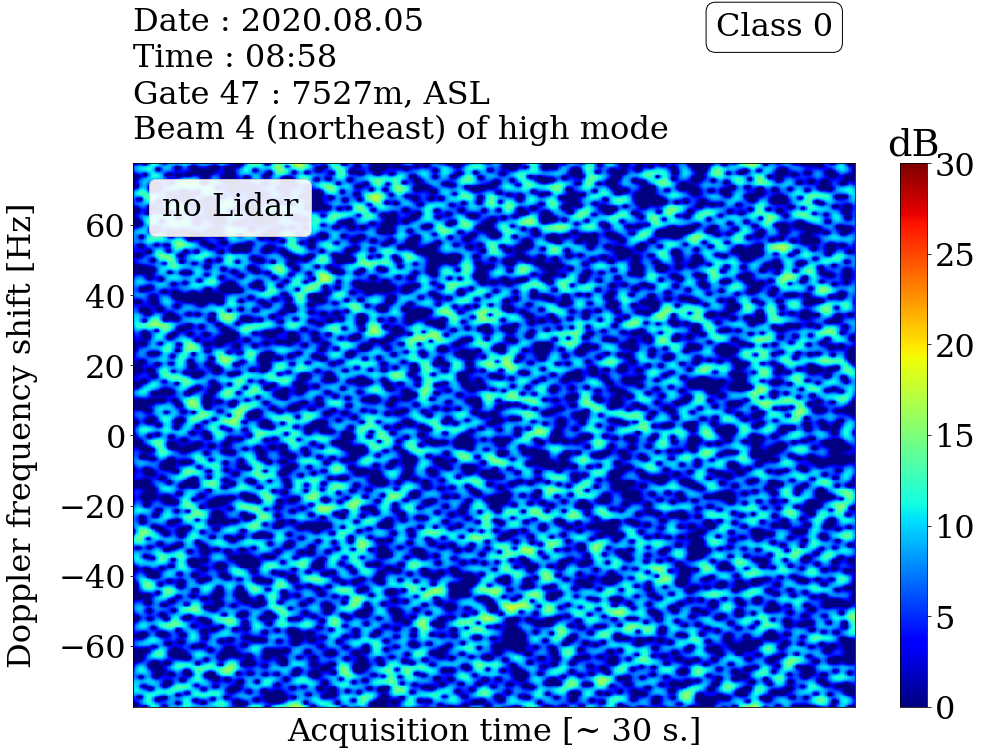 Date : 2020.08.05
Time : 08:58
Gate 47 : 7527m, ASL
Beam 4 (northeast) of high mode
Class 0
dB
no Lidar
Doppler frequency shift [Hz]
60
40
20
0
−20
−40
−60
Acquisition time [~ 30 s.]
30
25
20
15
10
5
0